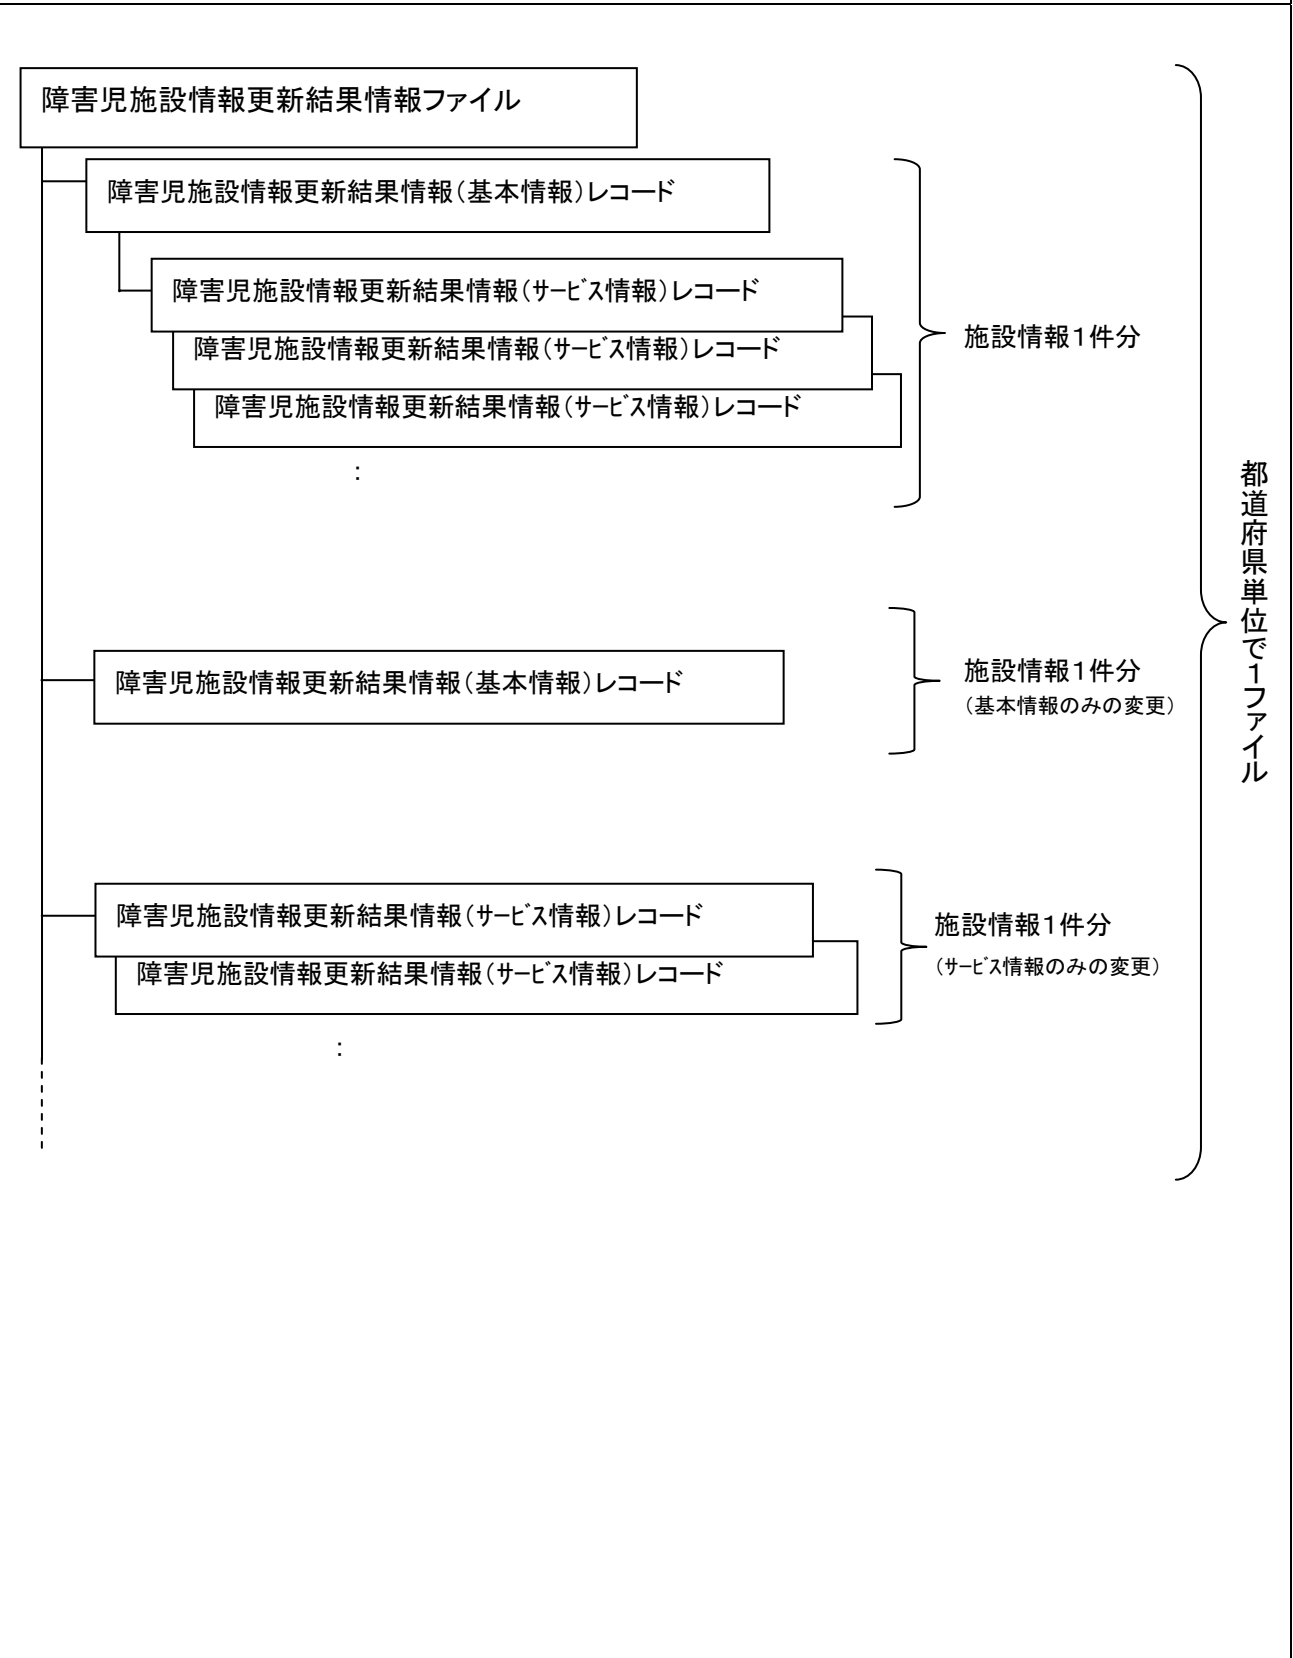 障害児施設情報更新結果情報ファイル
障害児施設情報更新結果情報（基本情報）レコード
障害児施設情報更新結果情報（ｻｰﾋﾞｽ情報）レコード
障害児施設情報更新結果情報（ｻｰﾋﾞｽ情報）レコード
障害児施設情報更新結果情報（ｻｰﾋﾞｽ情報）レコード
：
施設情報１件分
障害児施設情報更新結果情報（基本情報）レコード
施設情報１件分
（基本情報のみの変更）
障害児施設情報更新結果情報（ｻｰﾋﾞｽ情報）レコード
障害児施設情報更新結果情報（ｻｰﾋﾞｽ情報）レコード
：
施設情報１件分
（ｻｰﾋﾞｽ情報のみの変更）
都道府県単位で１ファイル